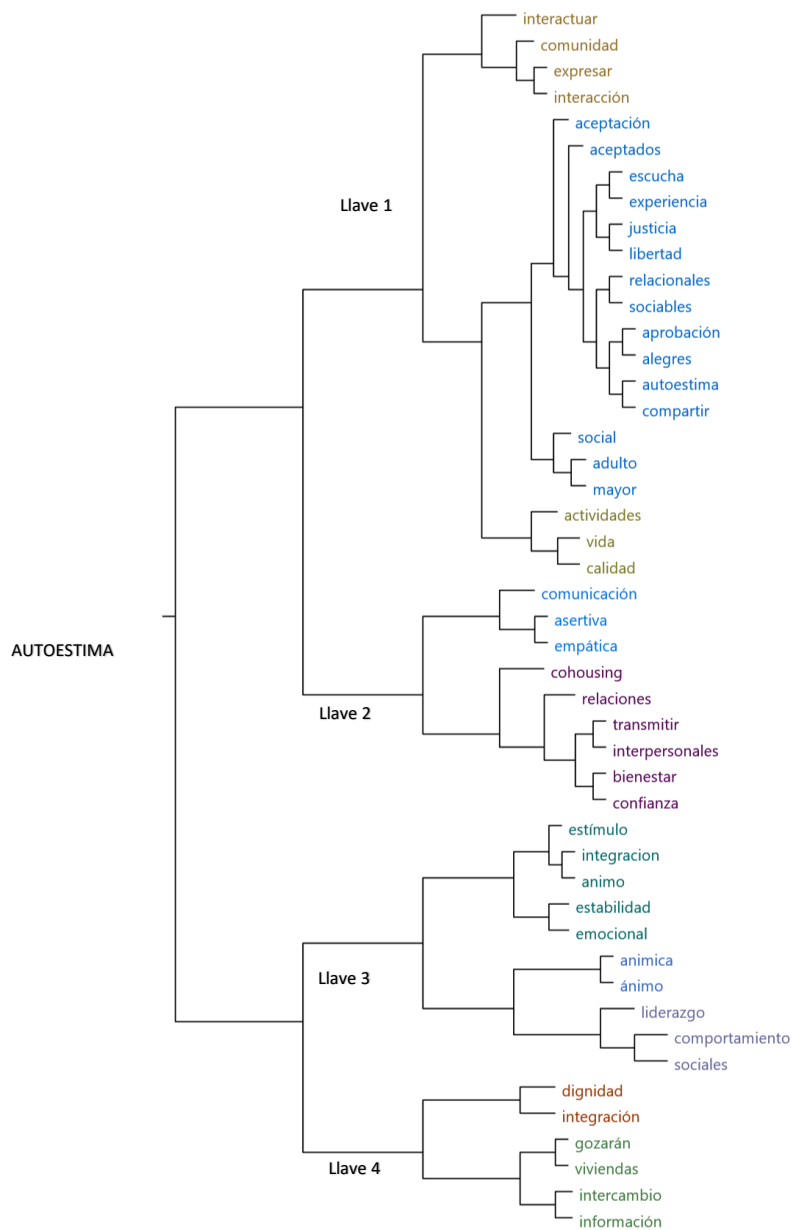 interactuar
comunidad
expresar
interacción
aceptación
aceptados
escucha
experiencia
Llave 1
justicia
libertad
relacionales
sociables
aprobación
alegres
autoestima
compartir
social
adulto
mayor
actividades
vida
calidad
comunicación
asertiva
empática
AUTOESTIMA
cohousing
relaciones
Llave 2
transmitir
interpersonales
bienestar
confianza
estímulo
integracion
animo
estabilidad
emocional
animica
Llave 3
ánimo
liderazgo
comportamiento
sociales
dignidad
integración
gozarán
Llave 4
viviendas
intercambio
información